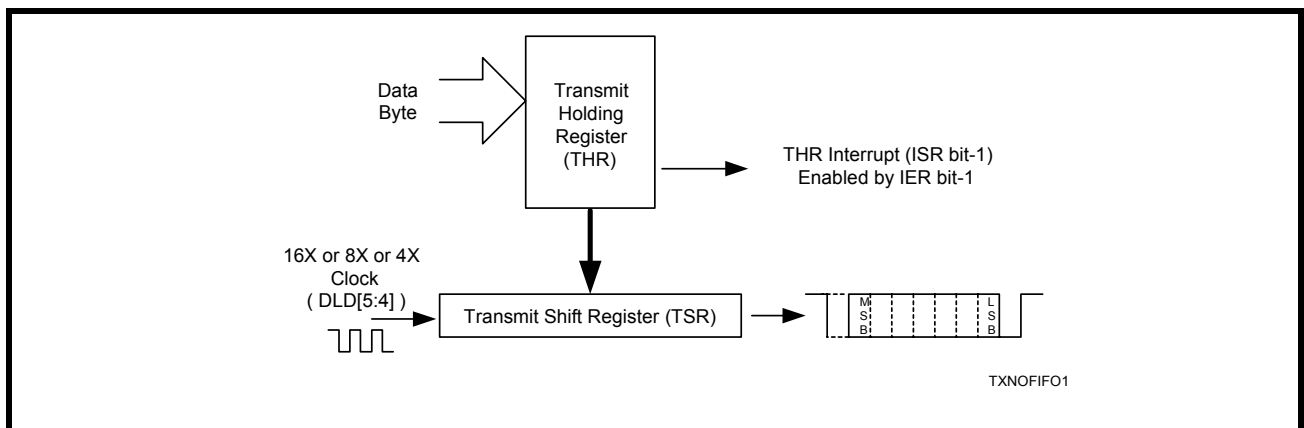 Data
Byte
Transmit
Holding
Register
(THR)
THR Interrupt (ISR bit-1)
Enabled by IER bit-1
16X or 8X or 4X
Clock
( DLD[5:4] )
Transmit Shift Register (TSR)
M
S
B
L
S
B
TXNOFIFO1